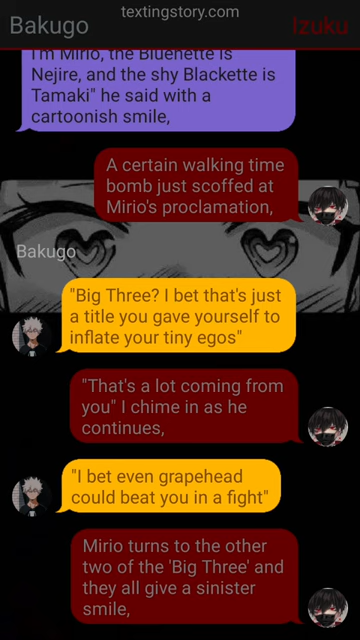 textingstory.com
Bakugo
Izuku
I'm Mirio, the Bluenette is
Nejire, and the shy Blackette is
Tamaki" he said with a
cartoonish smile,
A certain walking time
bomb just scoffed at
Mirio's proclamation,
Bakugo
"Big Three? I bet that's just
a title you gave yourself to
inflate your tiny egos"
"That's a lot coming from
you" I chime in as he
continues,
"I bet even grapehead
could beat you in a fight"
Mirio turns to the other
two of the 'Big Three' and
they all give a sinister
smile,